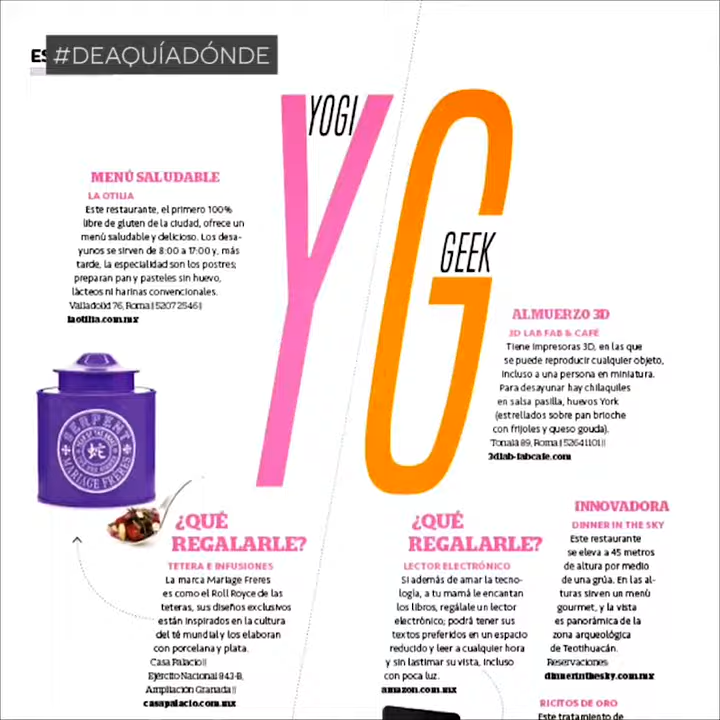 ES
#DEAQUÍADÓNDE
YOGI
Y
G
GEEK
MENÚ SALUDABLE
LA OTILIA
Este restaurante, el primero 100%
libre de gluten de la ciudad, ofrece un
menú saludable y delicioso. Los desa-
yunos se sirven de 8:00 a 17:00 y, más
tarde, la especialidad son los postres;
preparan pan y pasteles sin huevo,
lácteos ni harinas convencionales.
Valladolid 76, Roma | 5207 2546 ||
laotilia.com.mx
SERPENT
蛇
MARIAGE FRÈRES
¿QUÉ
REGALARLE?
TETERA E INFUSIONES
La marca Mariage Freres
es como el Roll Royce de las
teteras, sus diseños exclusivos
están inspirados en la cultura
del té mundial y los elaboran
con porcelana y plata.
Casa Palacio ||
Ejército Nacional 843-B,
Ampliación Granada ||
casapalacio.com.mx
ALMUERZO 3D
3D LAB FAB & CAFÉ
Tiene impresoras 3D, en las que
se puede reproducir cualquier objeto,
incluso a una persona en miniatura.
Para desayunar hay chilaquiles
en salsa pasilla, huevos York
(estrellados sobre pan brioche
con frijoles y queso gouda).
Tonalá 89, Roma | 52641101 ||
3dlab-fabcafe.com
¿QUÉ
REGALARLE?
LECTOR ELECTRÓNICO
Si además de amar la tecno-
logía, a tu mamá le encantan
los libros, regálale un lector
electrónico; podrá tener sus
textos preferidos en un espacio
reducido y leer a cualquier hora
y sin lastimar su vista, incluso
con poca luz.
amazon.com.mx
INNOVADORA
DINNER IN THE SKY
Este restaurante
se eleva a 45 metros
de altura por medio
de una grúa. En las al-
turas sirven un menú
gourmet, y la vista
es panorámica de la
zona arqueológica
de Teotihuacán.
Reservaciones
dinnerinthesky.com.mx
RICITOS DE ORO
Este tratamiento de